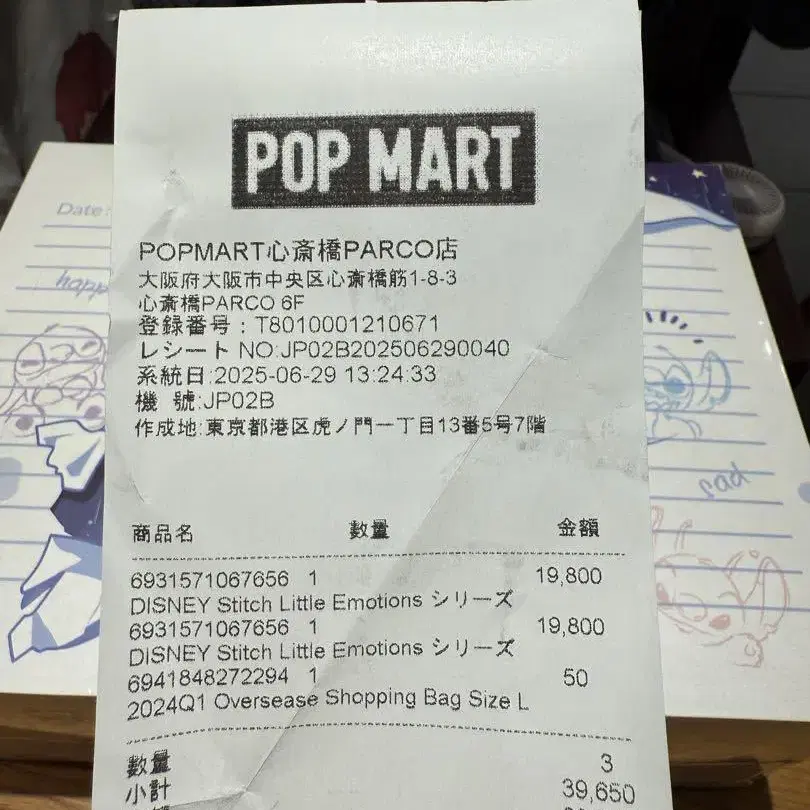 POP MART
POPMART心斎橋PARCO店
大阪府大阪市中央区心斎橋筋1-8-3
心斎橋PARCO 6F
登録番号：T8010001210671
レシート NO:JP02B202506290040
系統日:2025-06-29 13:24:33
機 號:JP02B
作成地:東京都港区虎ノ門一丁目13番5号7階
商品名 数量 金額
6931571067656 1 19,800
DISNEY Stitch Little Emotions シリーズ
6931571067656 1 19,800
DISNEY Stitch Little Emotions シリーズ
6941848272294 1 50
2024Q1 Oversease Shopping Bag Size L
数量 3
小計 39,650
Date:
happy
sad